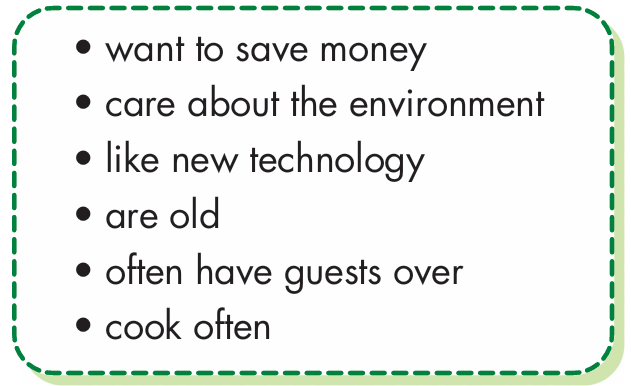 • want to save money
• care about the environment
• like new technology
• are old
• often have guests over
• cook often